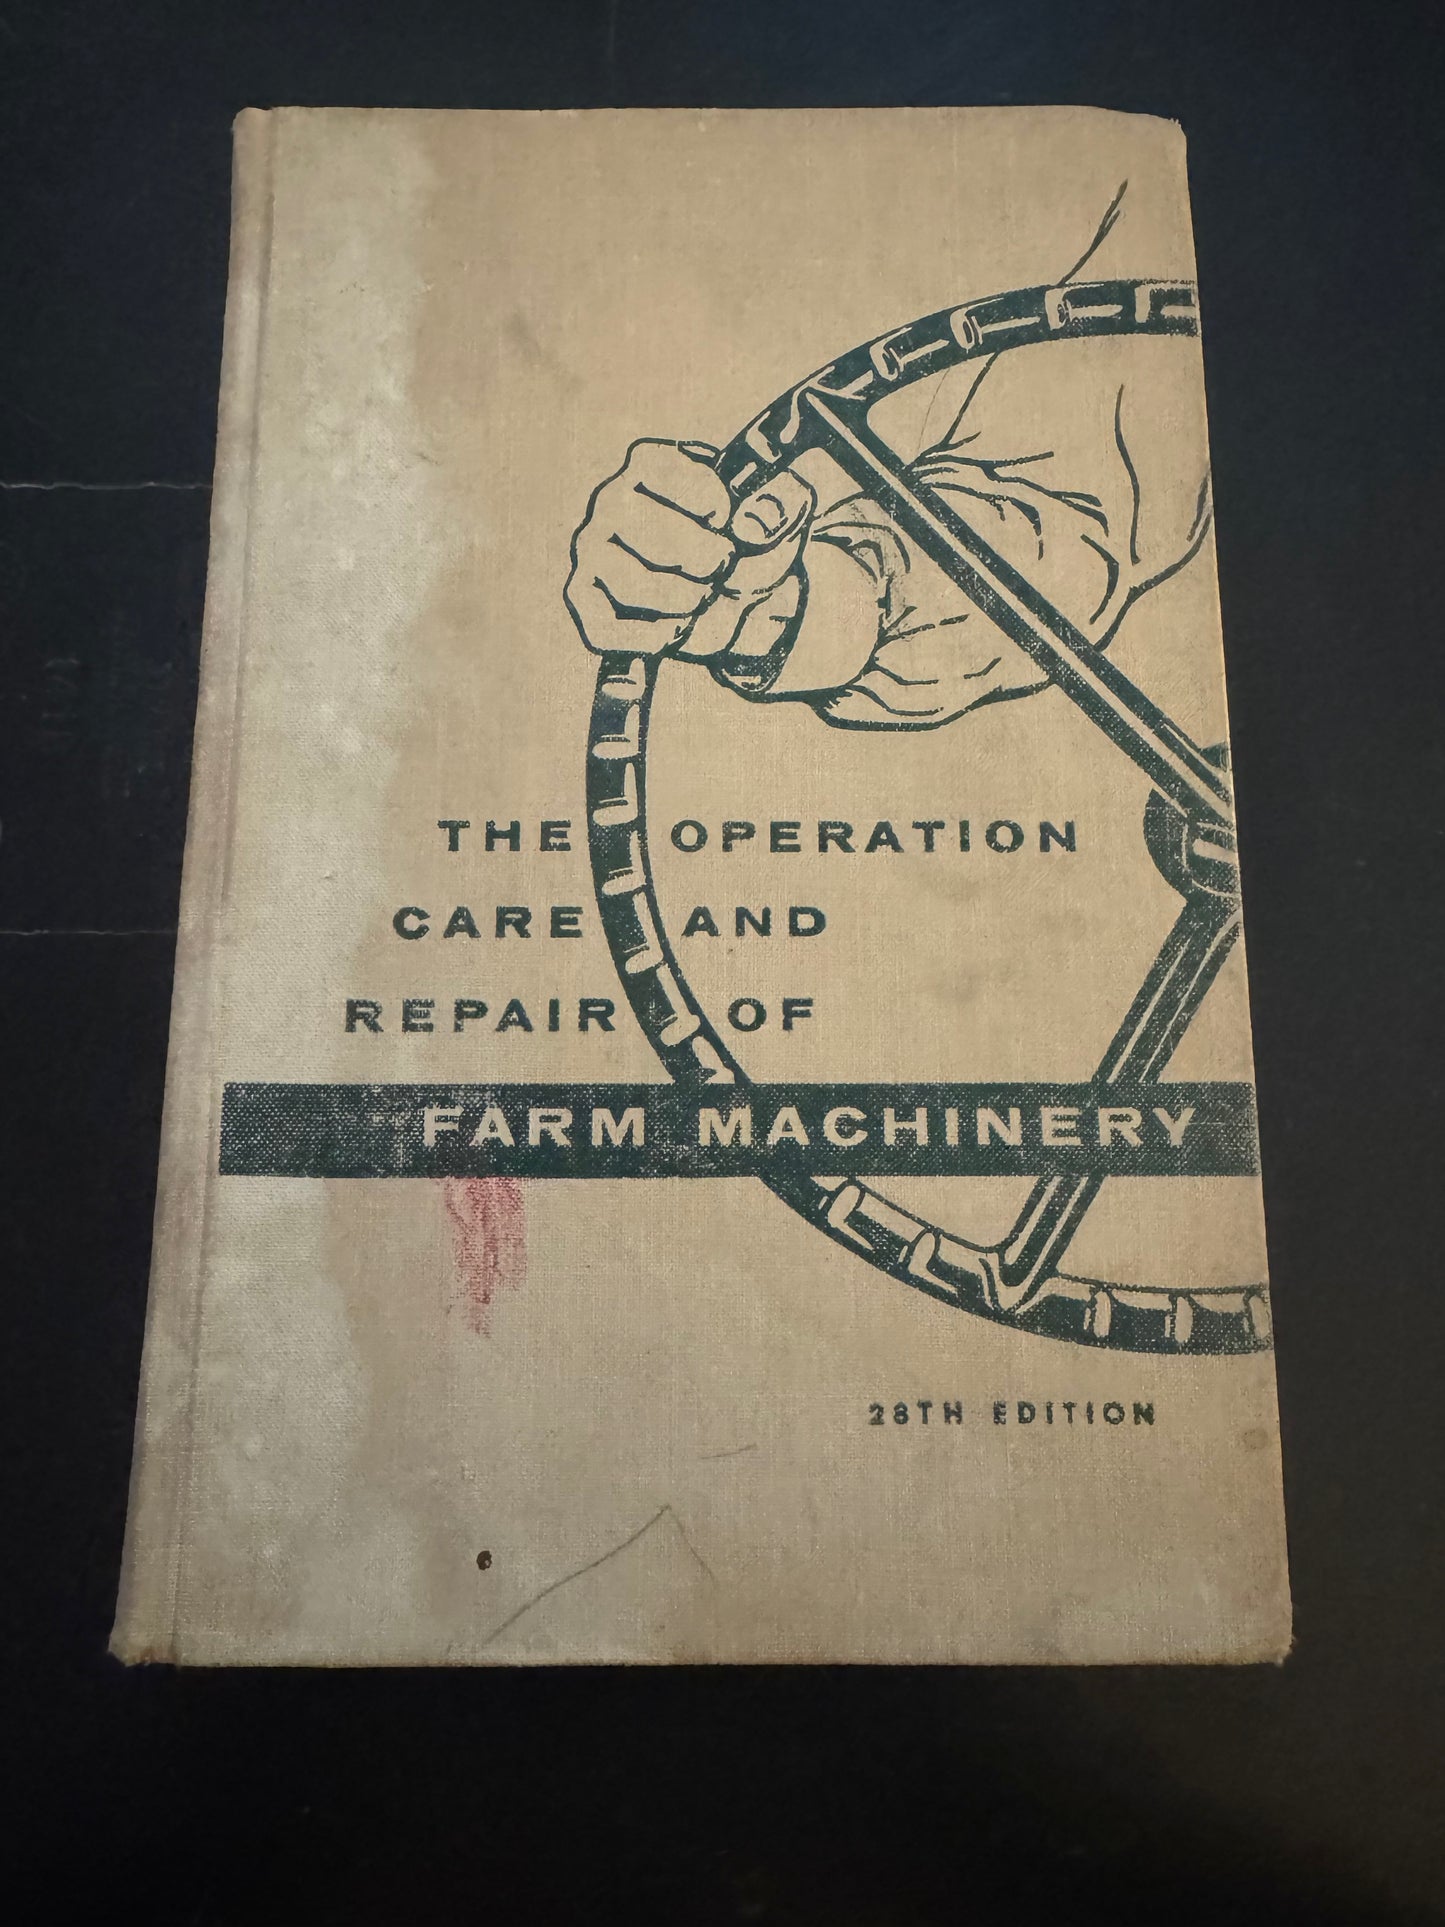 THE OPERATION
CARE AND
REPAIR OF
FARM MACHINERY
28TH EDITION